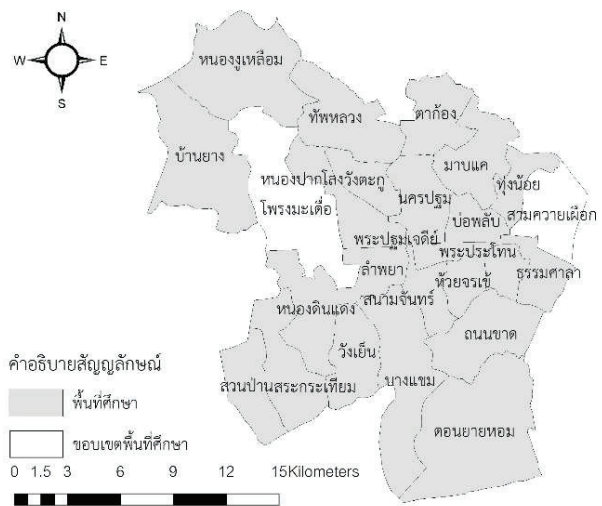 N
W E
S
หนองงูเหลือม
ทัพหลวง
ตาก้อง
บ้านยาง
มาบแค
หนองปากโลง วังตะกู
ทุ่งน้อย
นครปฐม
โพรงมะเดื่อ
บ่อพลับ
สามควายเผือก
พระปฐมเจดีย์
พระประโทน
ลำพยา
ห้วยจรเข้
ธรรมศาลา
สนามจันทร์
หนองดินแดง
ถนนขาด
วังเย็น
สวนป่าน
สระกระเทียม
บางแขม
ดอนยายหอม
คำอธิบายสัญญลักษณ์
พื้นที่ศึกษา
ขอบเขตพื้นที่ศึกษา
0 1.5 3 6 9 12 15Kilometers